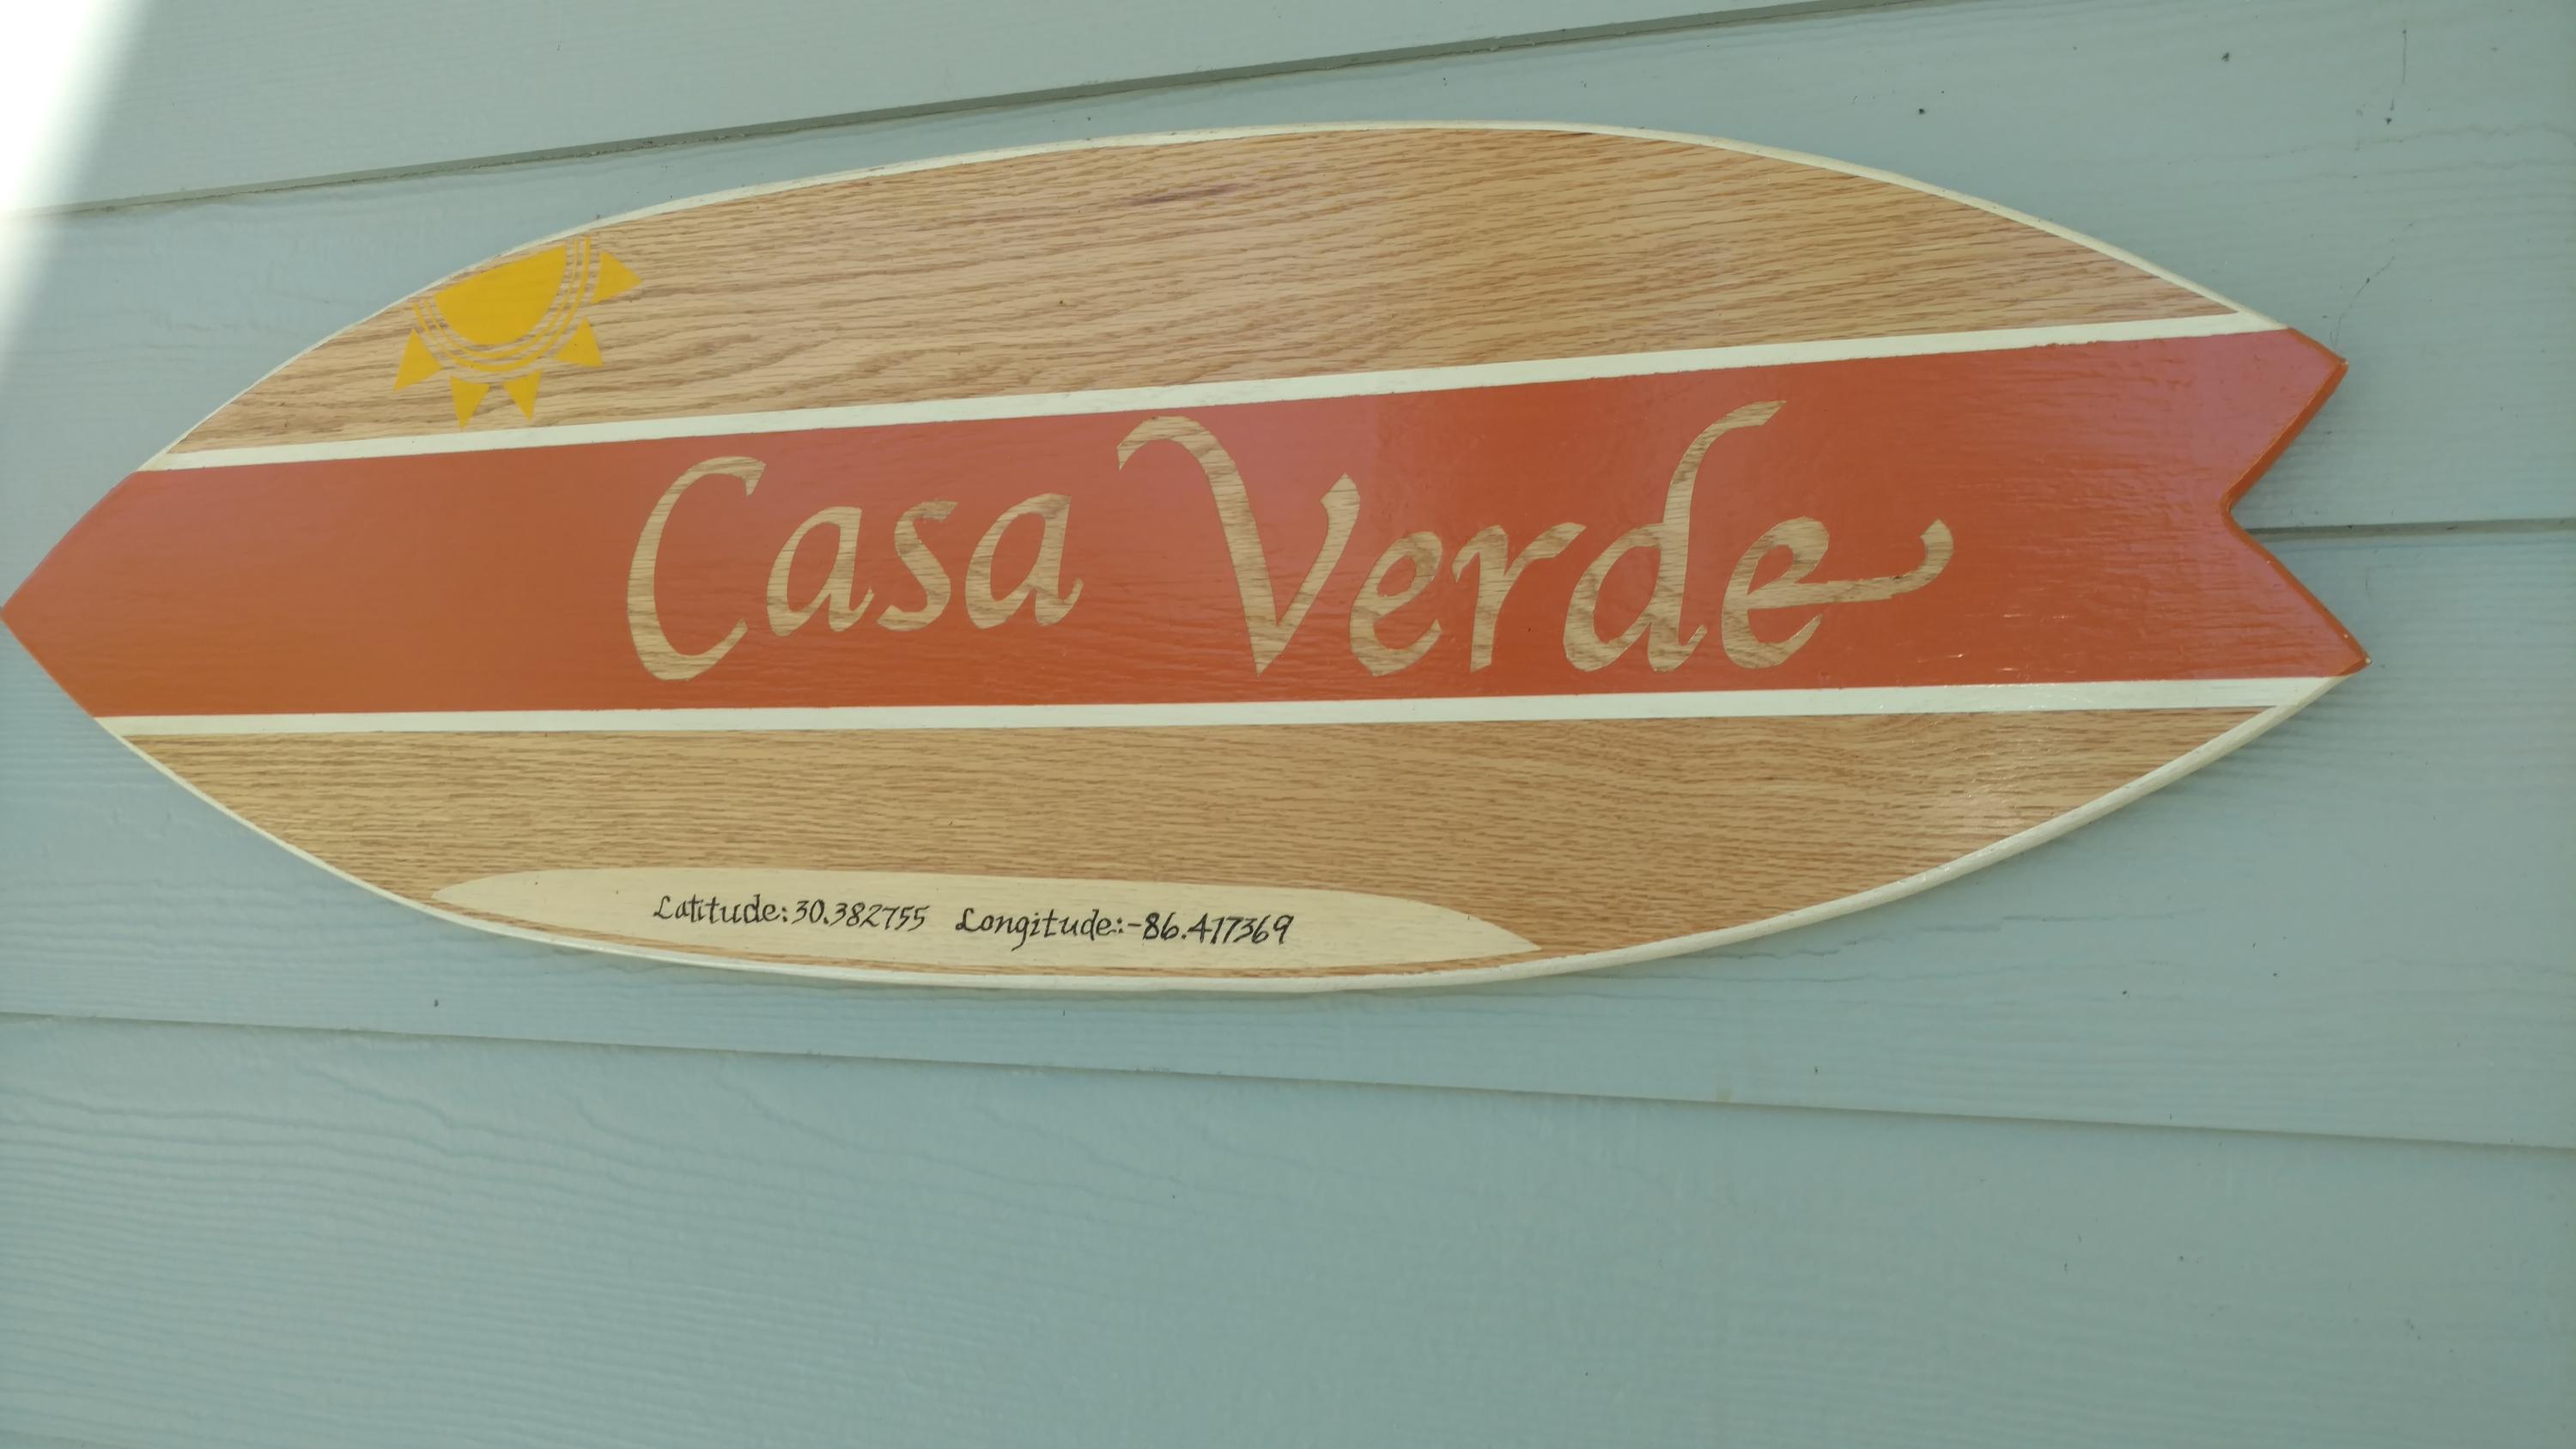 Casa Verde
Latitude:30.382755 Longitude:-86.417369